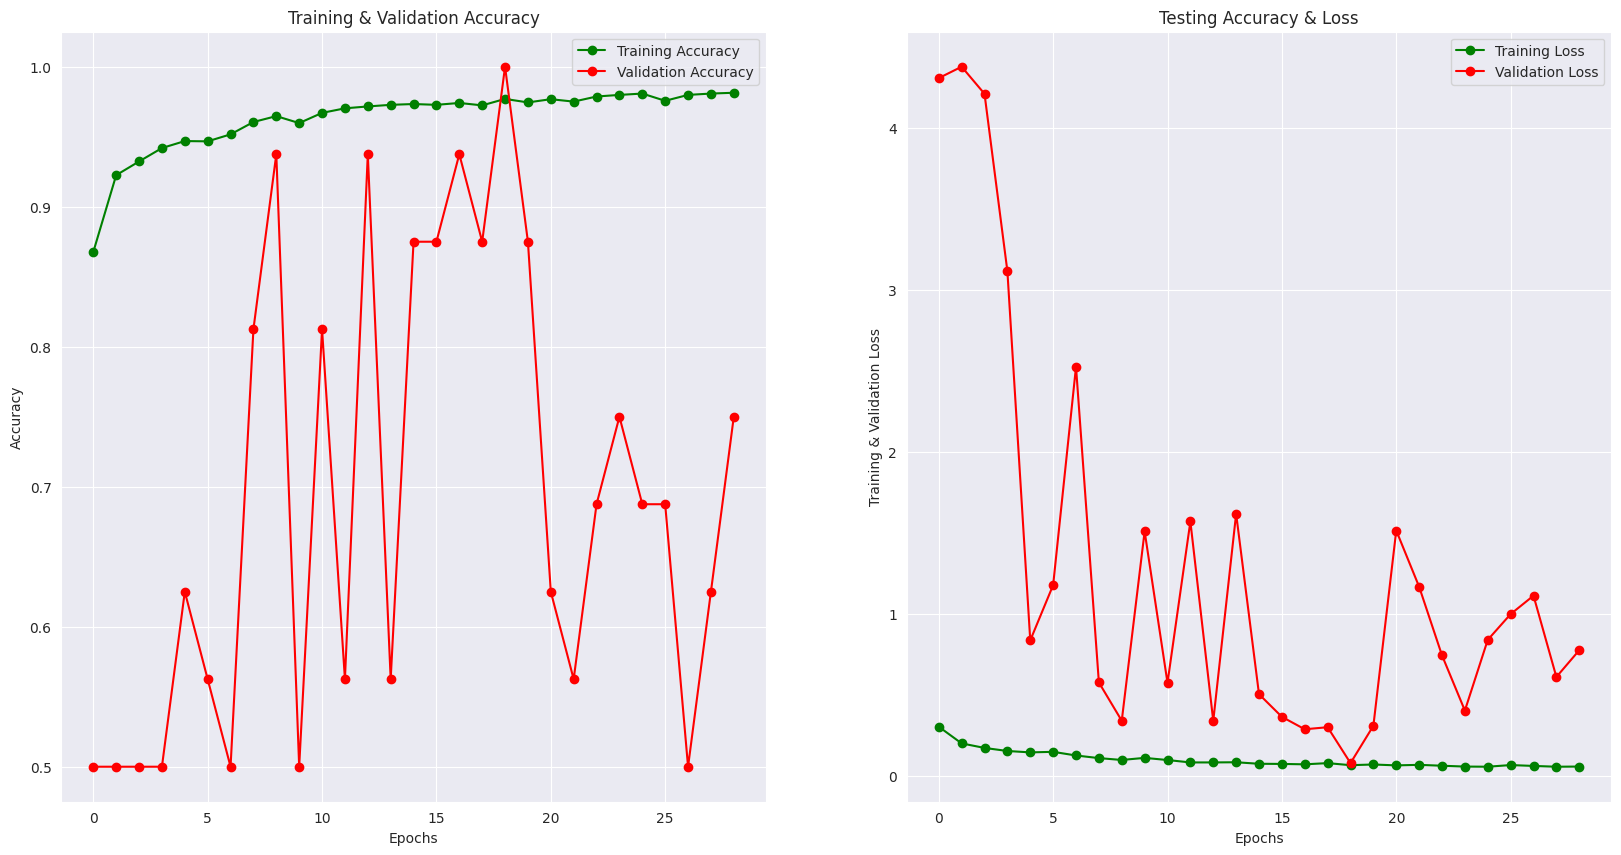 Training & Validation Accuracy
Training Accuracy
Validation Accuracy
1.0
0.9
0.8
0.7
0.6
0.5
Accuracy
0 5 10 15 20 25
Epochs
Testing Accuracy & Loss
Training Loss
Validation Loss
4
3
2
1
0
Training & Validation Loss
0 5 10 15 20 25
Epochs